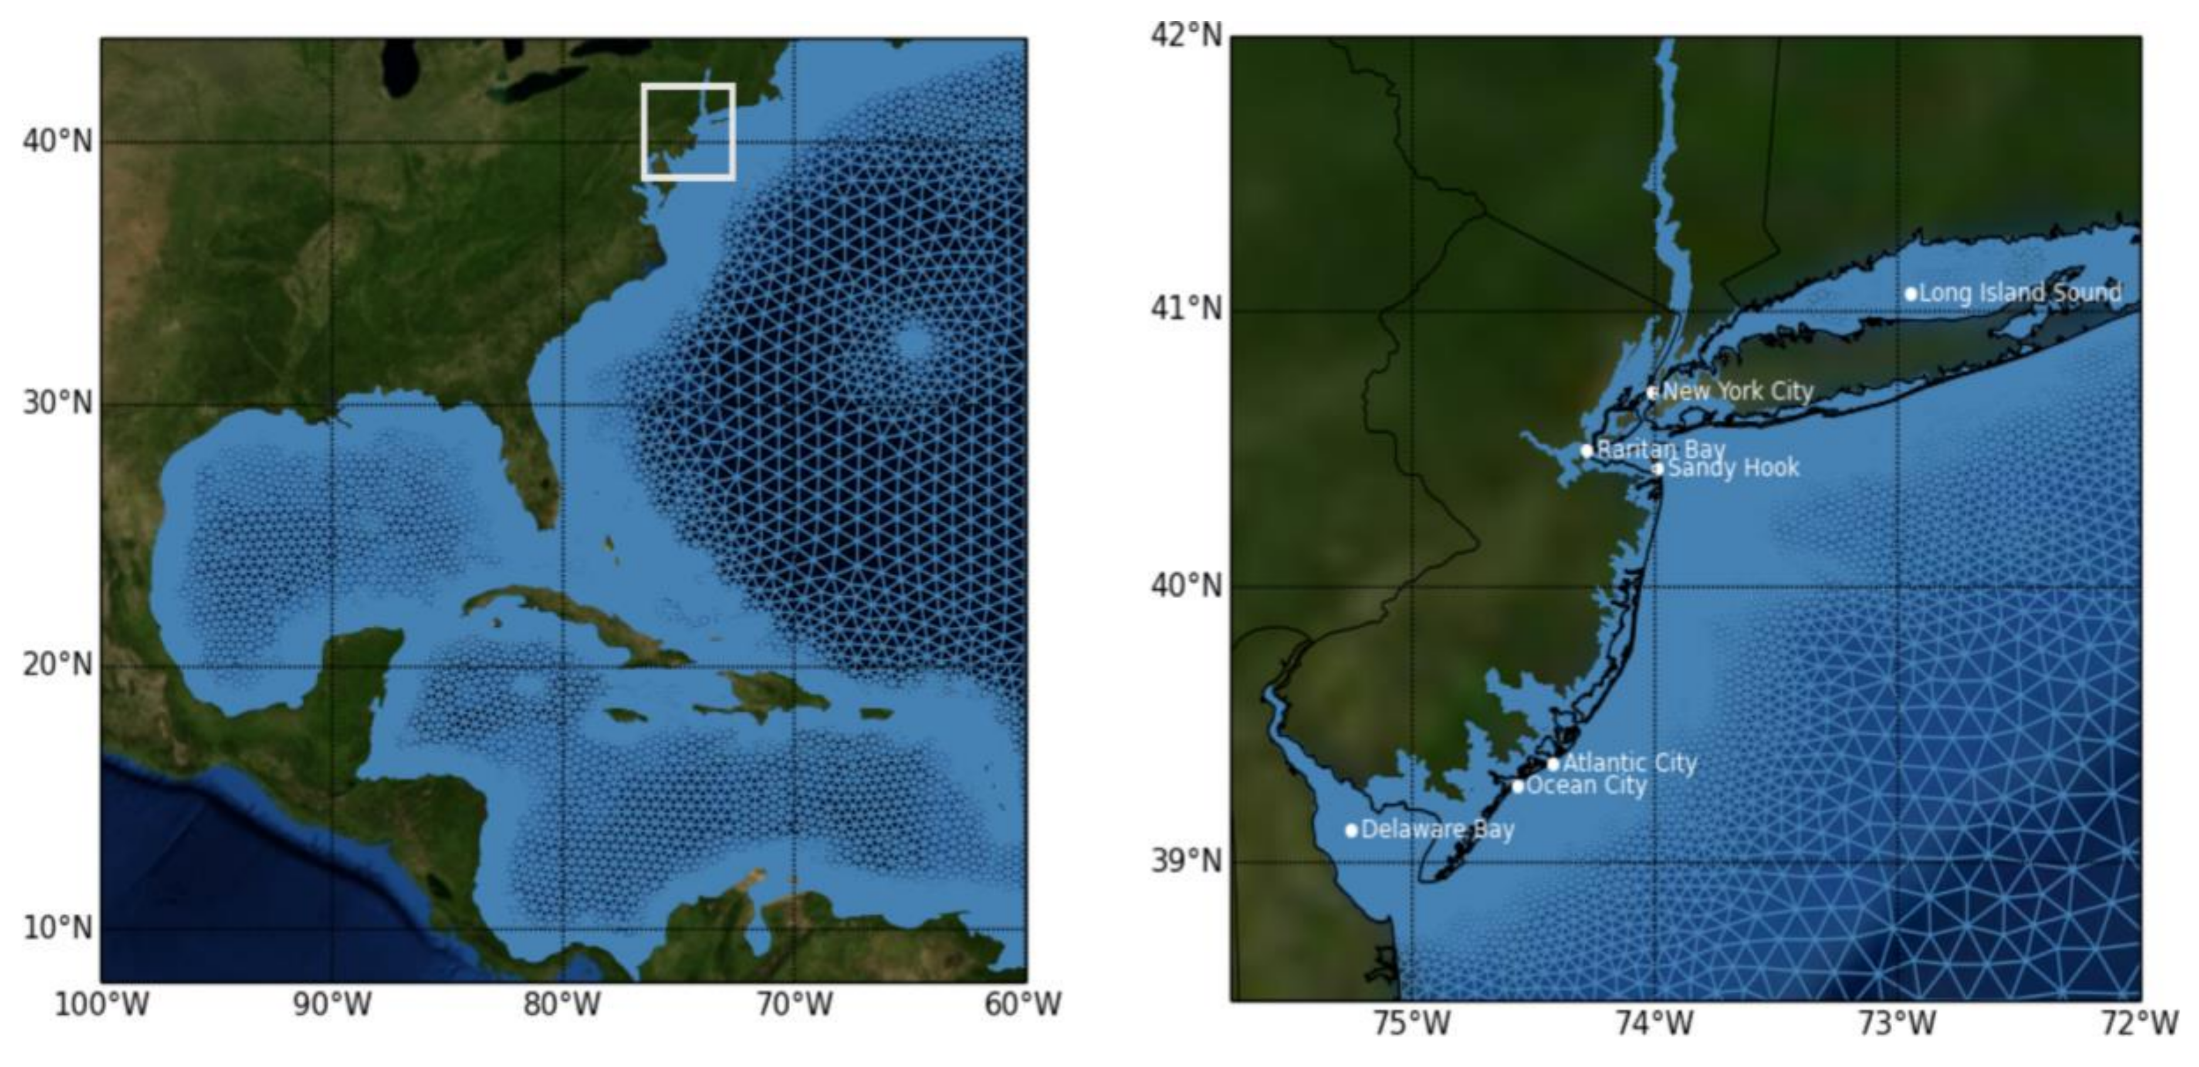 40°N
30°N
20°N
10°N
100°W
90°W
80°W
70°W
60°W
42°N
41°N
40°N
39°N
Long Island Sound
New York City
Raritan Bay
Sandy Hook
Atlantic City
Ocean City
Delaware Bay
75°W
74°W
73°W
72°W